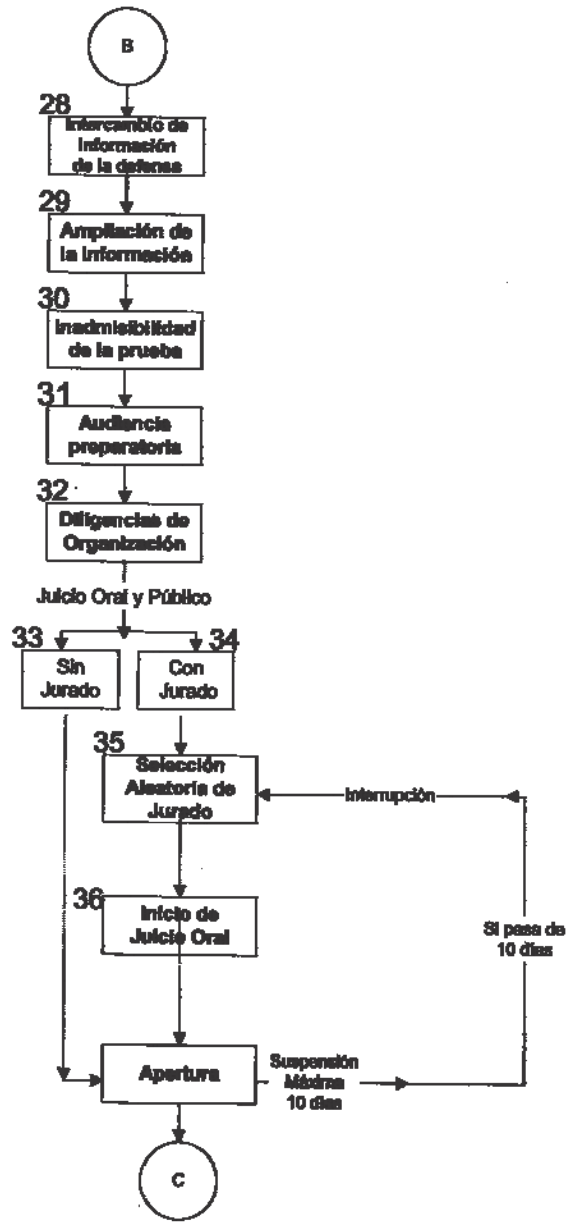 B
28
Intercambio de
Información
de la defensa
29
Ampliación de
la Información
30
Inadmisibilidad
de la prueba
31
Audiencia
preparatoria
32
Diligencias de
Organización
Juicio Oral y Público
33
Sin
Jurado
34
Con
Jurado
35
Selección
Aleatoria de
Jurado
Interrupción
36
Inicio de
Juicio Oral
Si pasa de
10 días
Apertura
Suspensión
Máxima
10 días
C